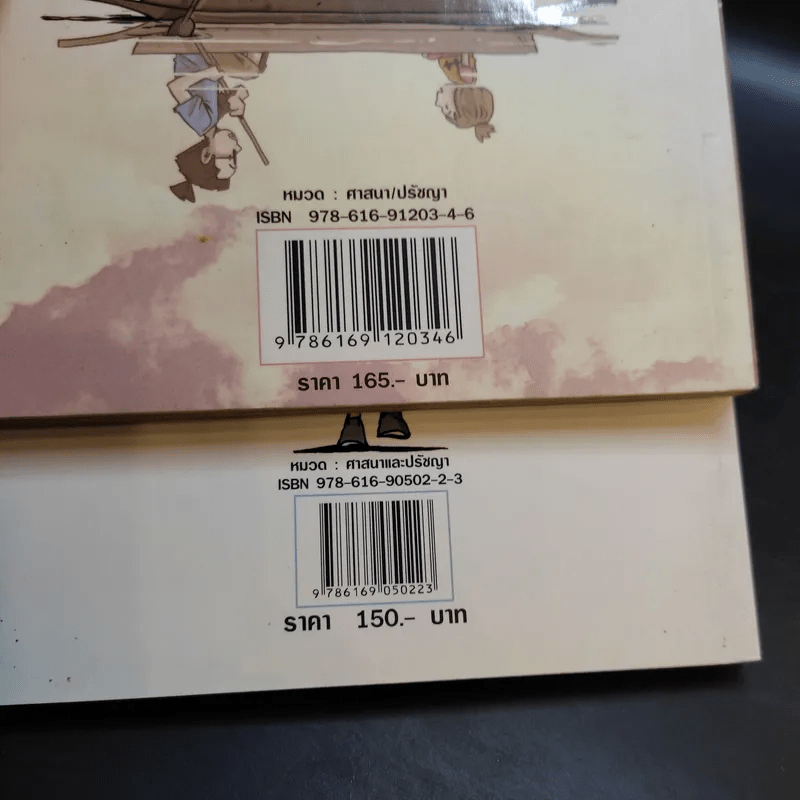 หมวด : ศาสนา/ปรัชญา
ISBN 978-616-91203-4-6
9 786169 120346
ราคา 165.- บาท
หมวด : ศาสนาและปรัชญา
ISBN 978-616-90502-2-3
9 786169 050223
ราคา 150.- บาท